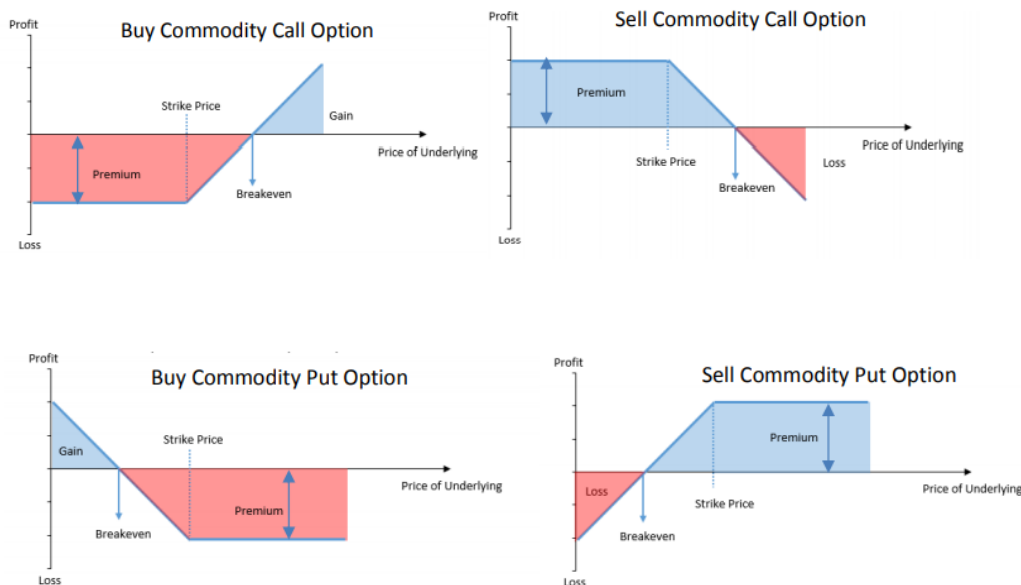 Profit
Buy Commodity Call Option
Strike Price
Gain
Price of Underlying
Premium
Breakeven
Loss
Profit
Sell Commodity Call Option
Premium
Price of Underlying
Strike Price
Loss
Breakeven
Loss
Profit
Buy Commodity Put Option
Strike Price
Gain
Price of Underlying
Premium
Breakeven
Loss
Profit
Sell Commodity Put Option
Premium
Loss
Price of Underlying
Strike Price
Breakeven
Loss